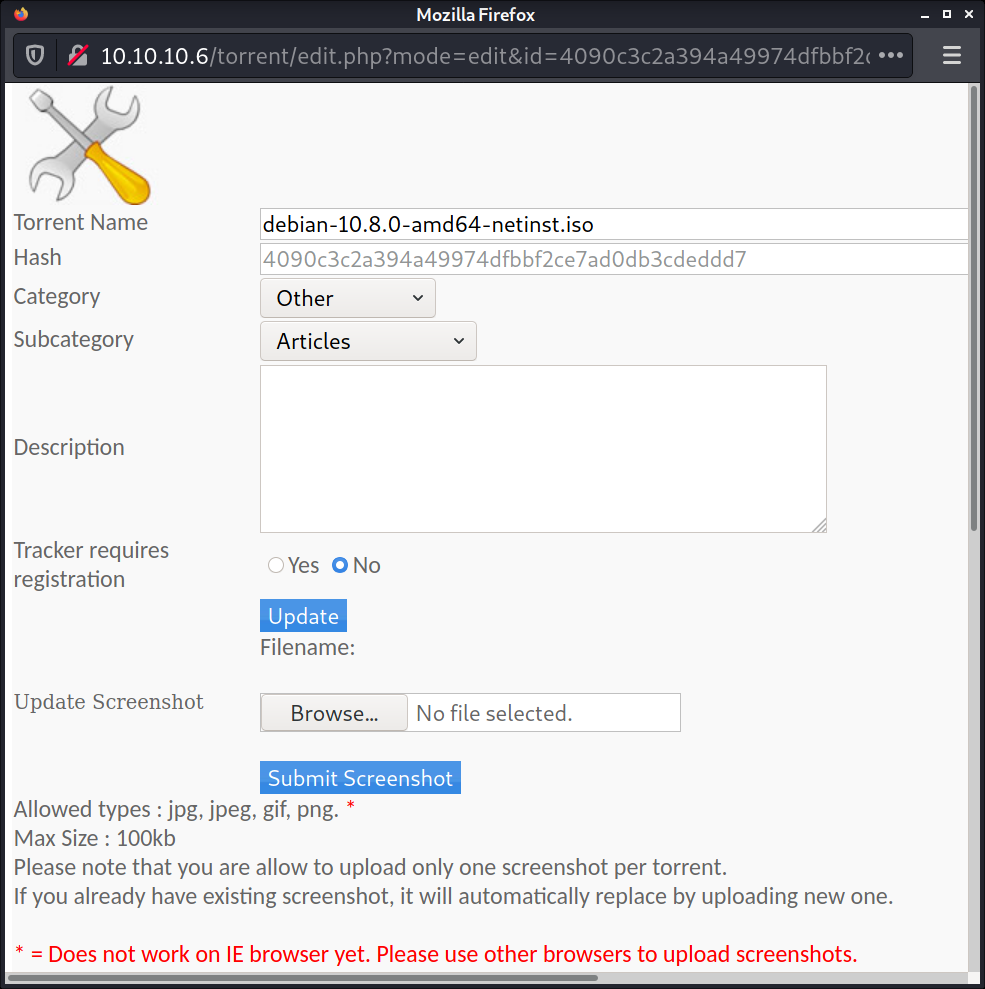 Mozilla Firefox
10.10.10.6/torrent/edit.php?mode=edit&id=4090c3c2a394a49974dfbbf2c
Torrent Name debian-10.8.0-amd64-netinst.iso
Hash 4090c3c2a394a49974dfbbf2ce7ad0db3cdeddd7
Category Other
Subcategory Articles
Description
Tracker requires
registration Yes No
Update
Filename:
Update Screenshot Browse... No file selected.
Submit Screenshot
Allowed types : jpg, jpeg, gif, png. *
Max Size : 100kb
Please note that you are allow to upload only one screenshot per torrent.
If you already have existing screenshot, it will automatically replace by uploading new one.
* = Does not work on IE browser yet. Please use other browsers to upload screenshots.